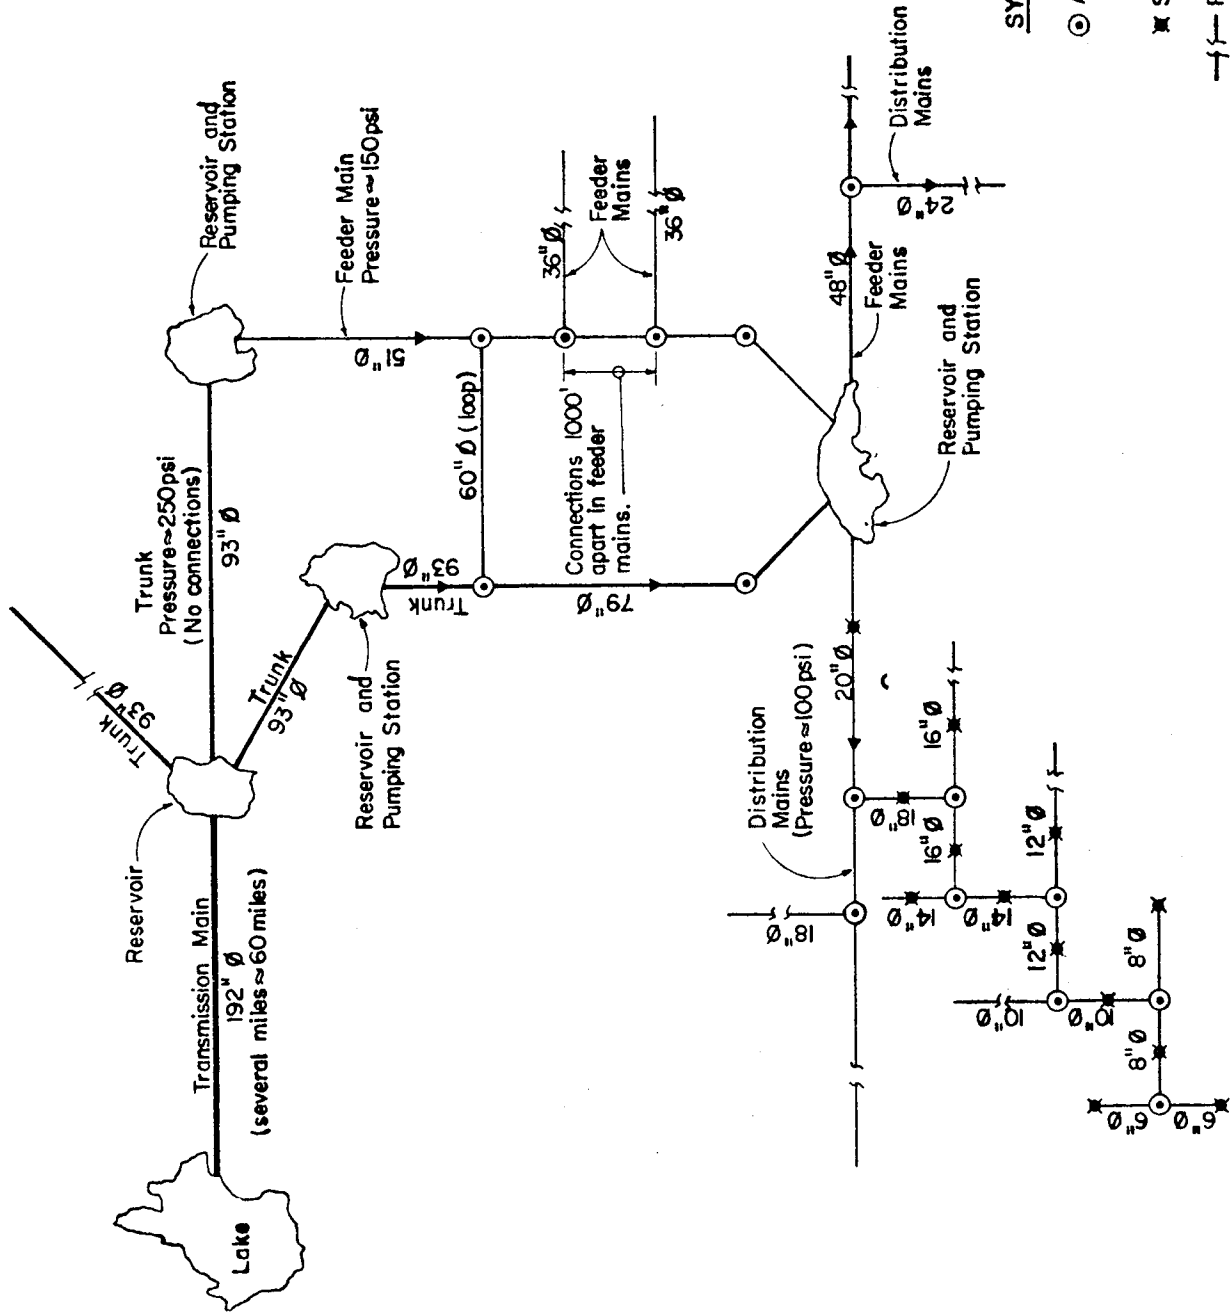 Lake
Transmission Main
192" Ø
(several miles ≈ 60 miles)
Reservoir
Trunk
93" Ø
Trunk
Pressure≈250psi
(No connections)
93" Ø
Trunk
93" Ø
Reservoir and
Pumping Station
Reservoir and
Pumping Station
Feeder Main
Pressure ≈ 150psi
51" Ø
Trunk
93" Ø
60" Ø (loop)
79" Ø
Connections 1000'
apart in feeder
mains.
36" Ø
Feeder
Mains
36" Ø
Reservoir and
Pumping Station
48" Ø
Feeder
Mains
24" Ø
Distribution
Mains
20" Ø
Distribution
Mains
(Pressure ≈ 100psi)
18" Ø
18" Ø
16" Ø
16" Ø
14" Ø
14" Ø
12" Ø
12" Ø
10" Ø
10" Ø
8" Ø
8" Ø
6" Ø
6" Ø
SY